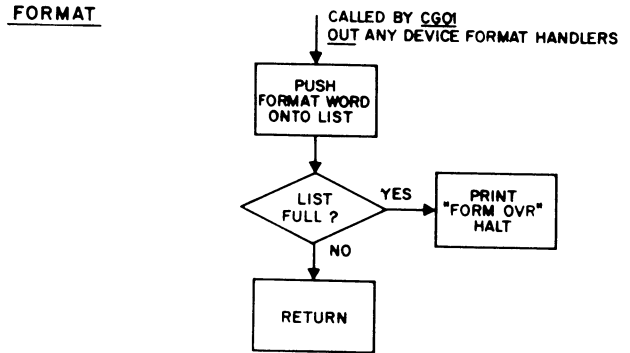 FORMAT
CALLED BY CGO1
OUT ANY DEVICE FORMAT HANDLERS
PUSH
FORMAT WORD
ONTO LIST
LIST
FULL ?
YES
PRINT
"FORM OVR"
HALT
NO
RETURN